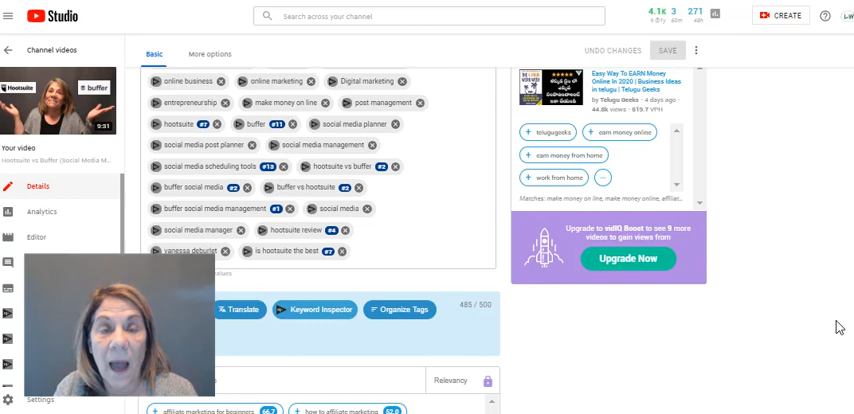 Studio
Search across your channel
4.1K 3 271
60m 48h
CREATE
Channel videos
Basic
More options
UNDO CHANGES
SAVE
Hootsuite
buffer
9:31
Your video
Hootsuite vs Buffer (Social Media M...
Details
Analytics
Editor
Settings
online business
online marketing
Digital marketing
entrepreneurship
make money on line
post management
hootsuite #7
buffer #11
social media planner
social media post planner
social media management
social media scheduling tools #13
hootsuite vs buffer #2
buffer social media #2
buffer vs hootsuite #2
buffer social media management #1
social media
social media manager
hootsuite review #4
vanessa deburlet
is hootsuite the best #7
values
Translate
Keyword Inspector
Organize Tags
485 / 500
Relevancy
affiliate marketing for beginners 66.7
how to affiliate marketing 52.0
Easy Way To EARN Money
Online In 2020 | Business Ideas
in telugu | Telugu Geeks
by Telugu Geeks • 4 days ago •
44.8k views • 619.7 VPH
+ telugugeeks
+ earn money online
+ earn money from home
+ work from home
...
Matches: make money on line, make money online, affiliat...
Upgrade to vidIQ Boost to see 9 more
videos to gain views from
Upgrade Now